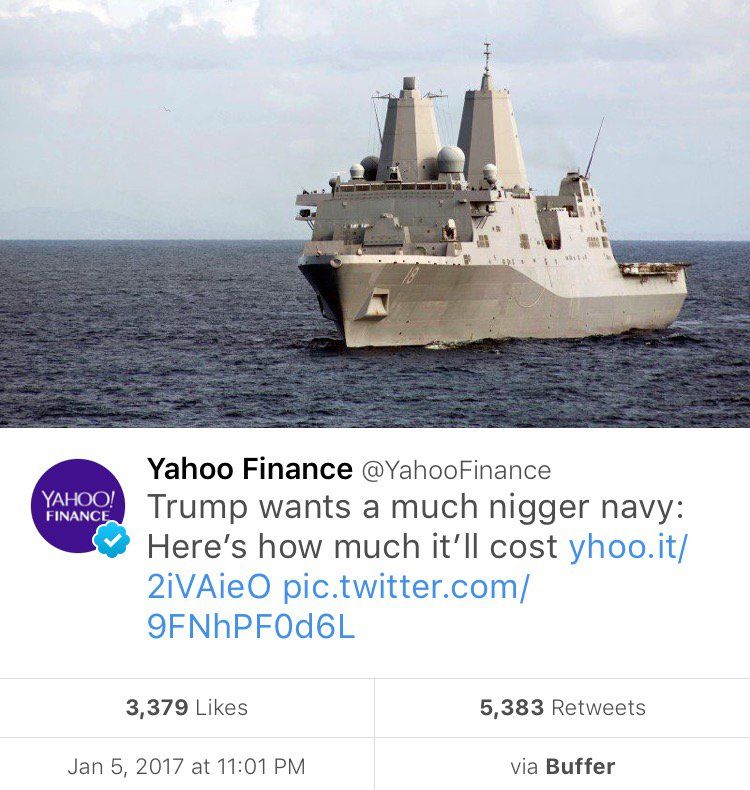 18
YAHOO!
FINANCE
Yahoo Finance @YahooFinance
Trump wants a much nigger navy:
Here's how much it'll cost yhoo.it/
2iVAieO pic.twitter.com/
9FNhPF0d6L
3,379 Likes
5,383 Retweets
Jan 5, 2017 at 11:01 PM
via Buffer